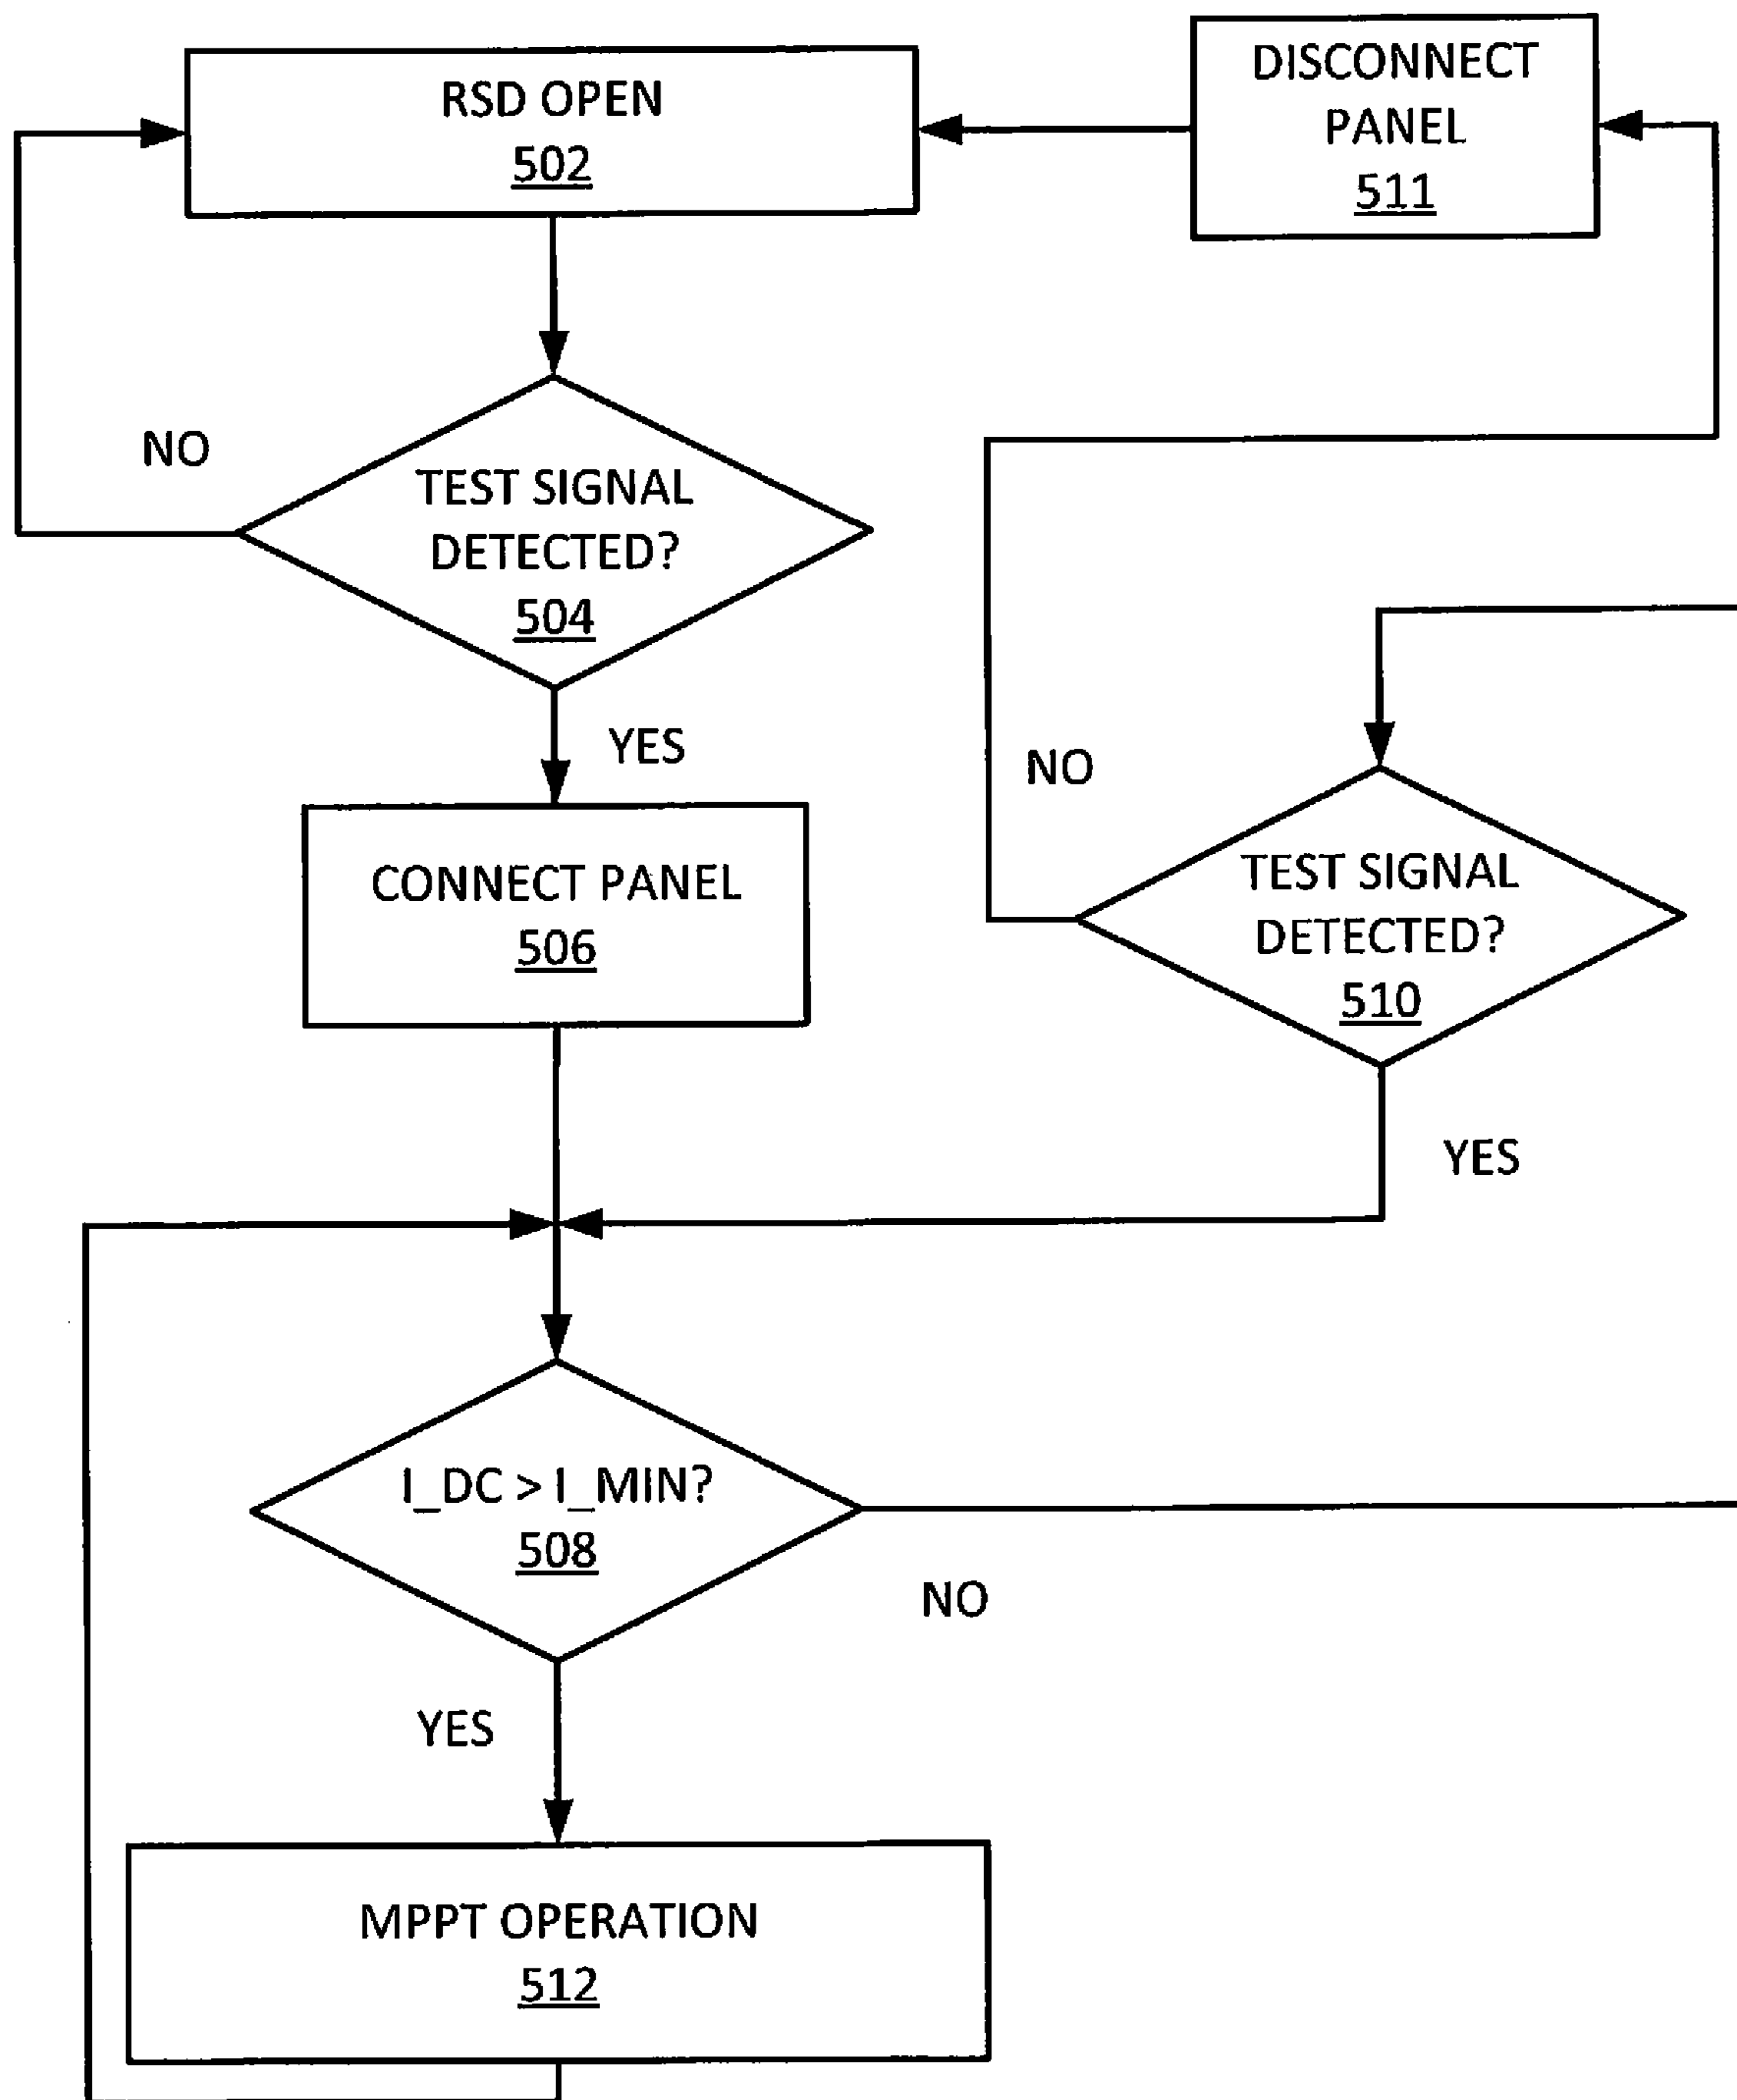 RSD OPEN
502
DISCONNECT
PANEL
511
NO
TEST SIGNAL
DETECTED?
504
YES
CONNECT PANEL
506
NO
TEST SIGNAL
DETECTED?
510
YES
I_DC > I_MIN?
508
NO
YES
MPPT OPERATION
512